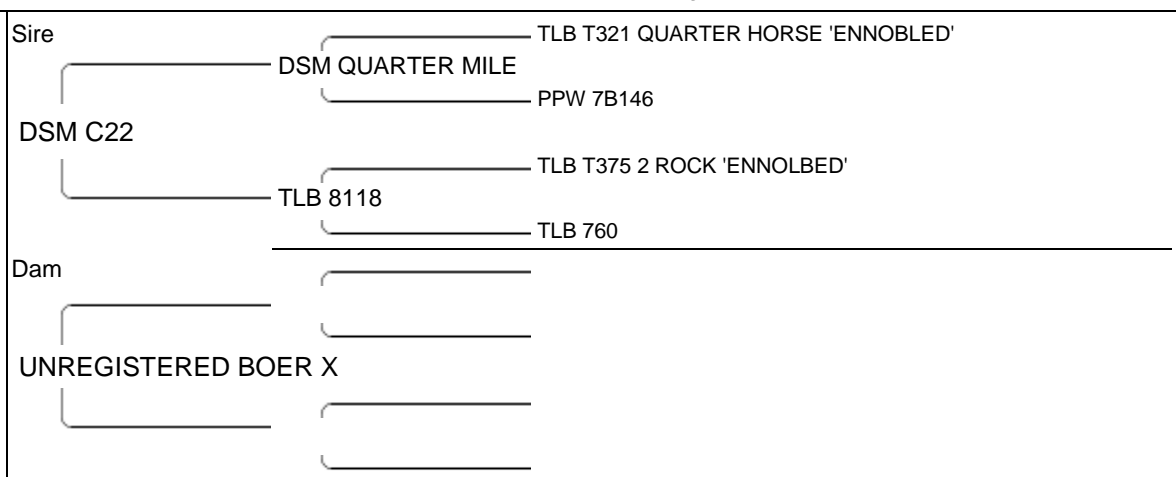 Sire
TLB T321 QUARTER HORSE 'ENNOBLED'
DSM QUARTER MILE
PPW 7B146
DSM C22
TLB T375 2 ROCK 'ENNOLBED'
TLB 8118
TLB 760
Dam
UNREGISTERED BOER X